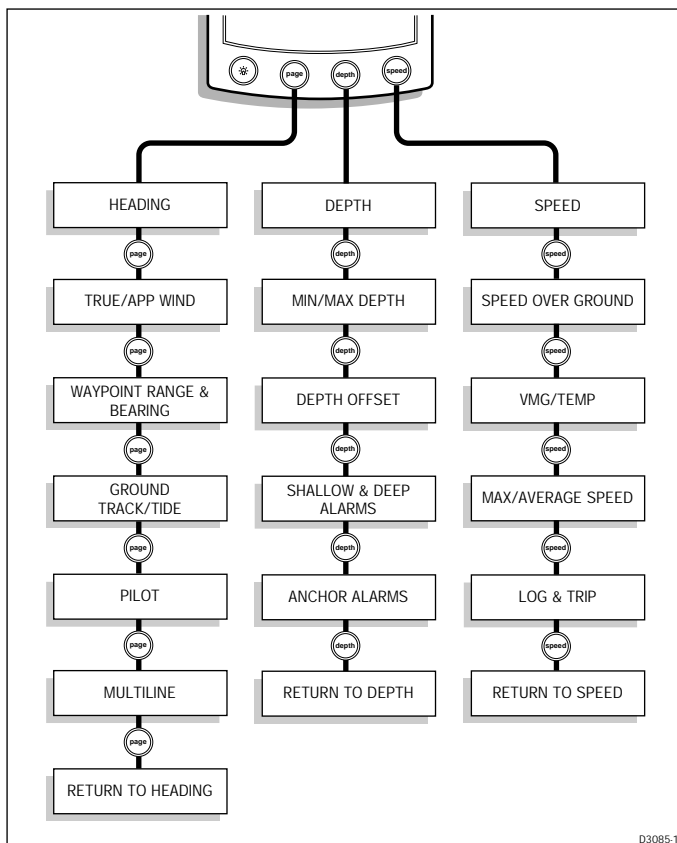 page
depth
speed
HEADING
page
TRUE/APP WIND
page
WAYPOINT RANGE &
BEARING
page
GROUND
TRACK/TIDE
page
PILOT
page
MULTILINE
page
RETURN TO HEADING
DEPTH
depth
MIN/MAX DEPTH
depth
DEPTH OFFSET
depth
SHALLOW & DEEP
ALARMS
depth
ANCHOR ALARMS
depth
RETURN TO DEPTH
SPEED
speed
SPEED OVER GROUND
speed
VMG/TEMP
speed
MAX/AVERAGE SPEED
speed
LOG & TRIP
speed
RETURN TO SPEED
D3085-1